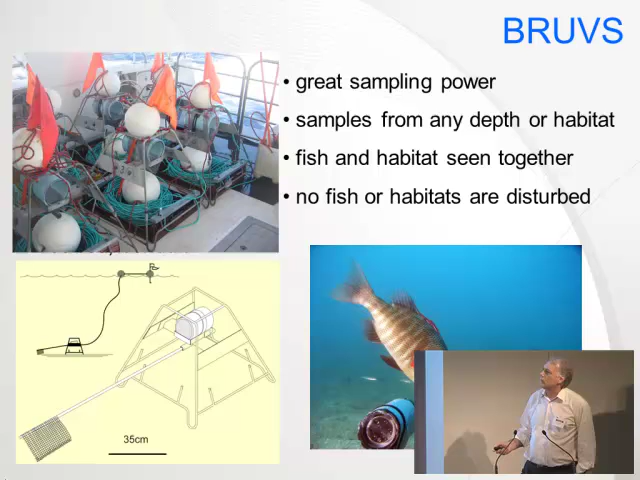 BRUVS
• great sampling power
• samples from any depth or habitat
• fish and habitat seen together
• no fish or habitats are disturbed
35cm